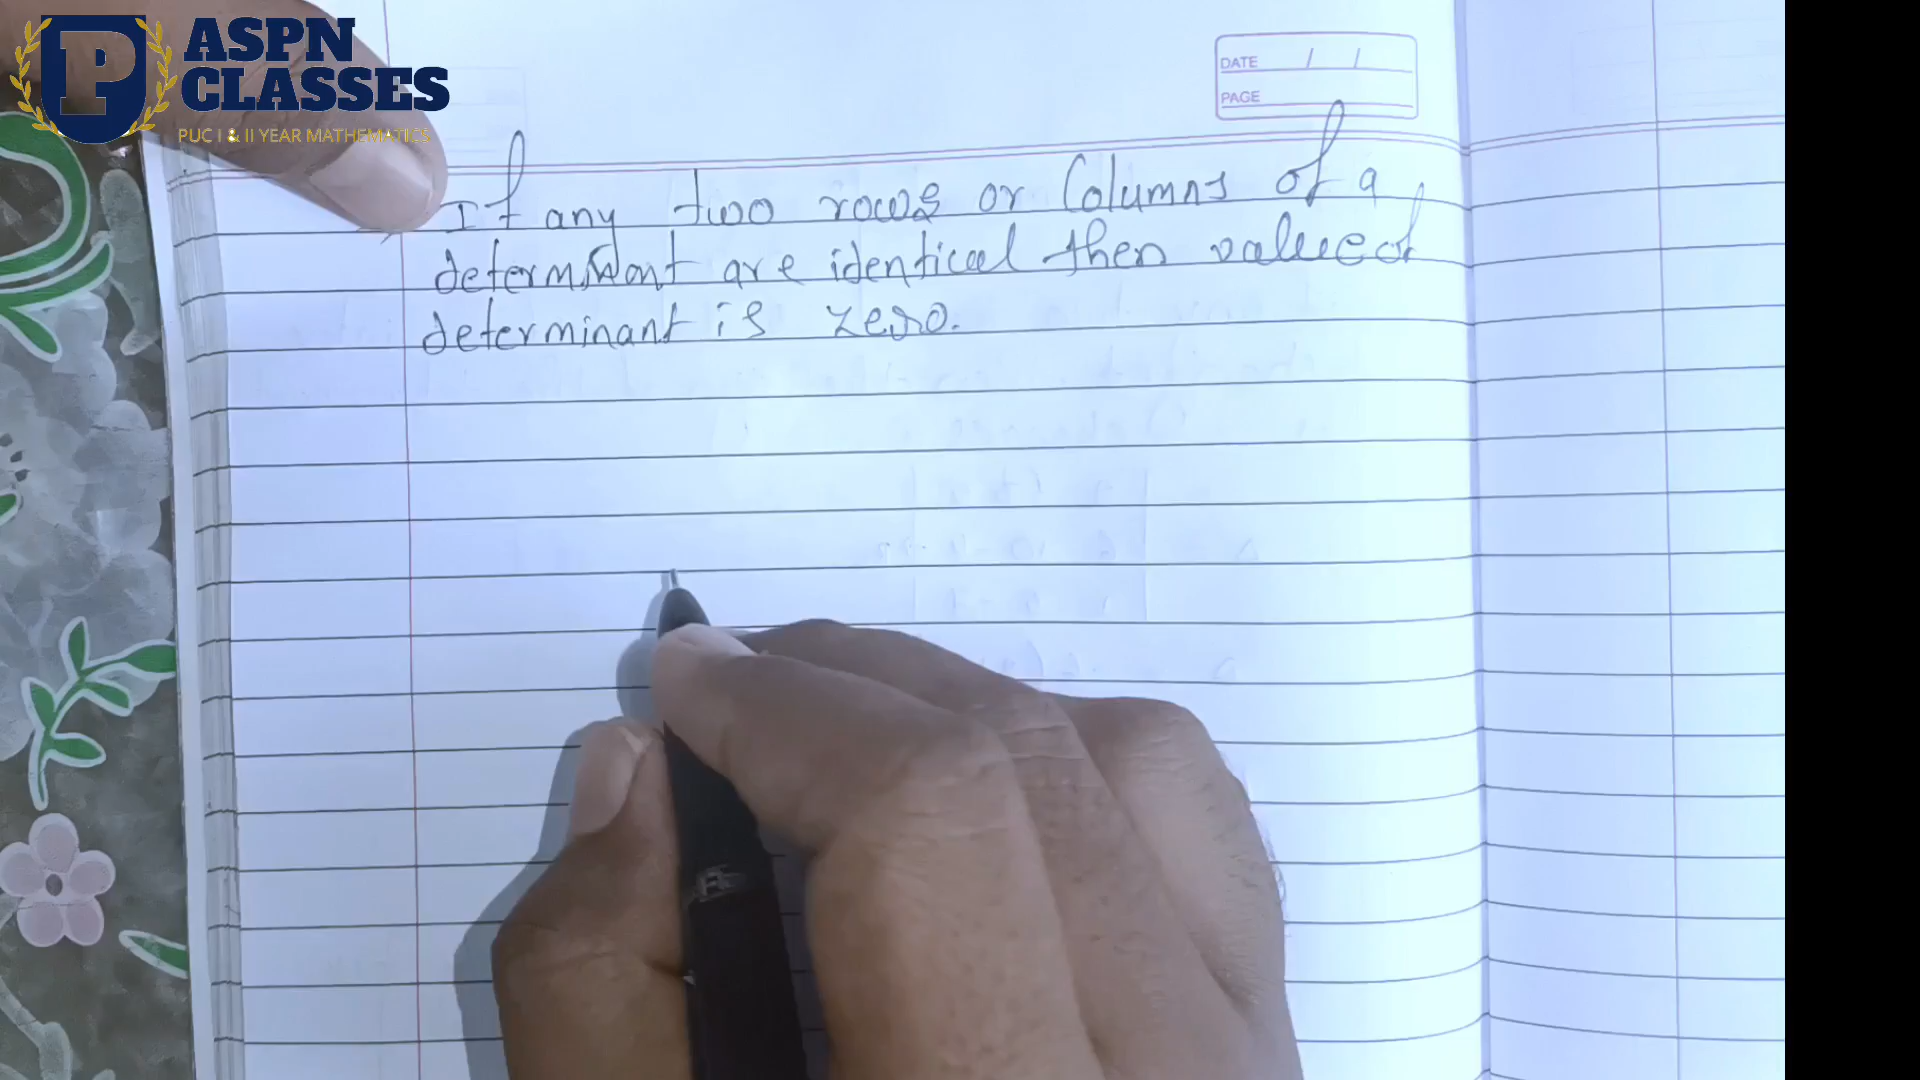 ASPN
CLASSES
PUC I & II YEAR MATHEMATICS
P
DATE / /
PAGE
If any two rows or Columns of a
determinant are identical then value of
determinant is zero.